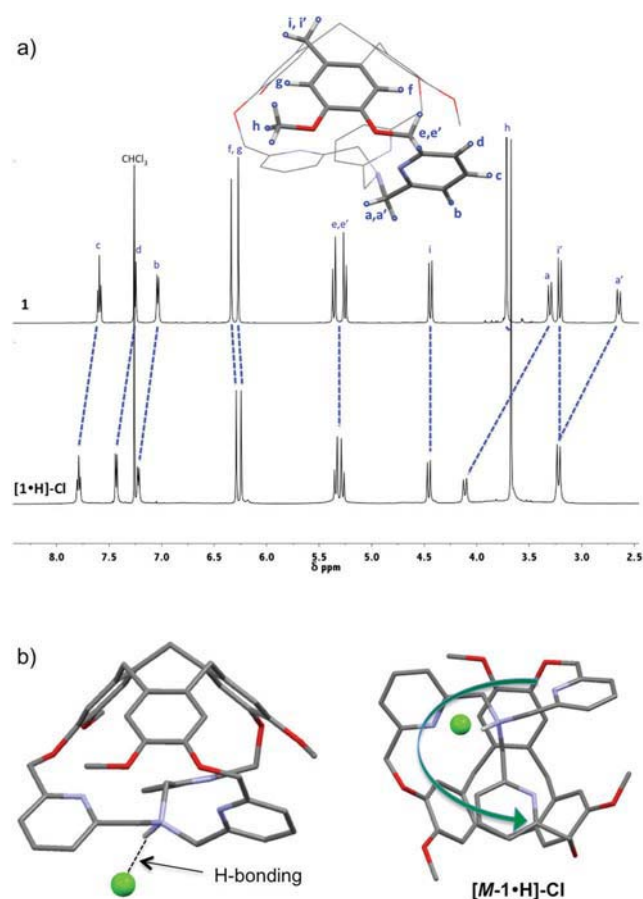 a)
i, i'
g
f
h
e,e'
d
c
a,a'
b
CHCl3
h
f, g
c
d
b
e,e'
i
a
i'
a'
1
[1•H]-Cl
8.0 7.5 7.0 6.5 6.0 5.5 5.0 4.5 4.0 3.5 3.0 2.5
δ ppm
b)
H-bonding
[M-1•H]-Cl